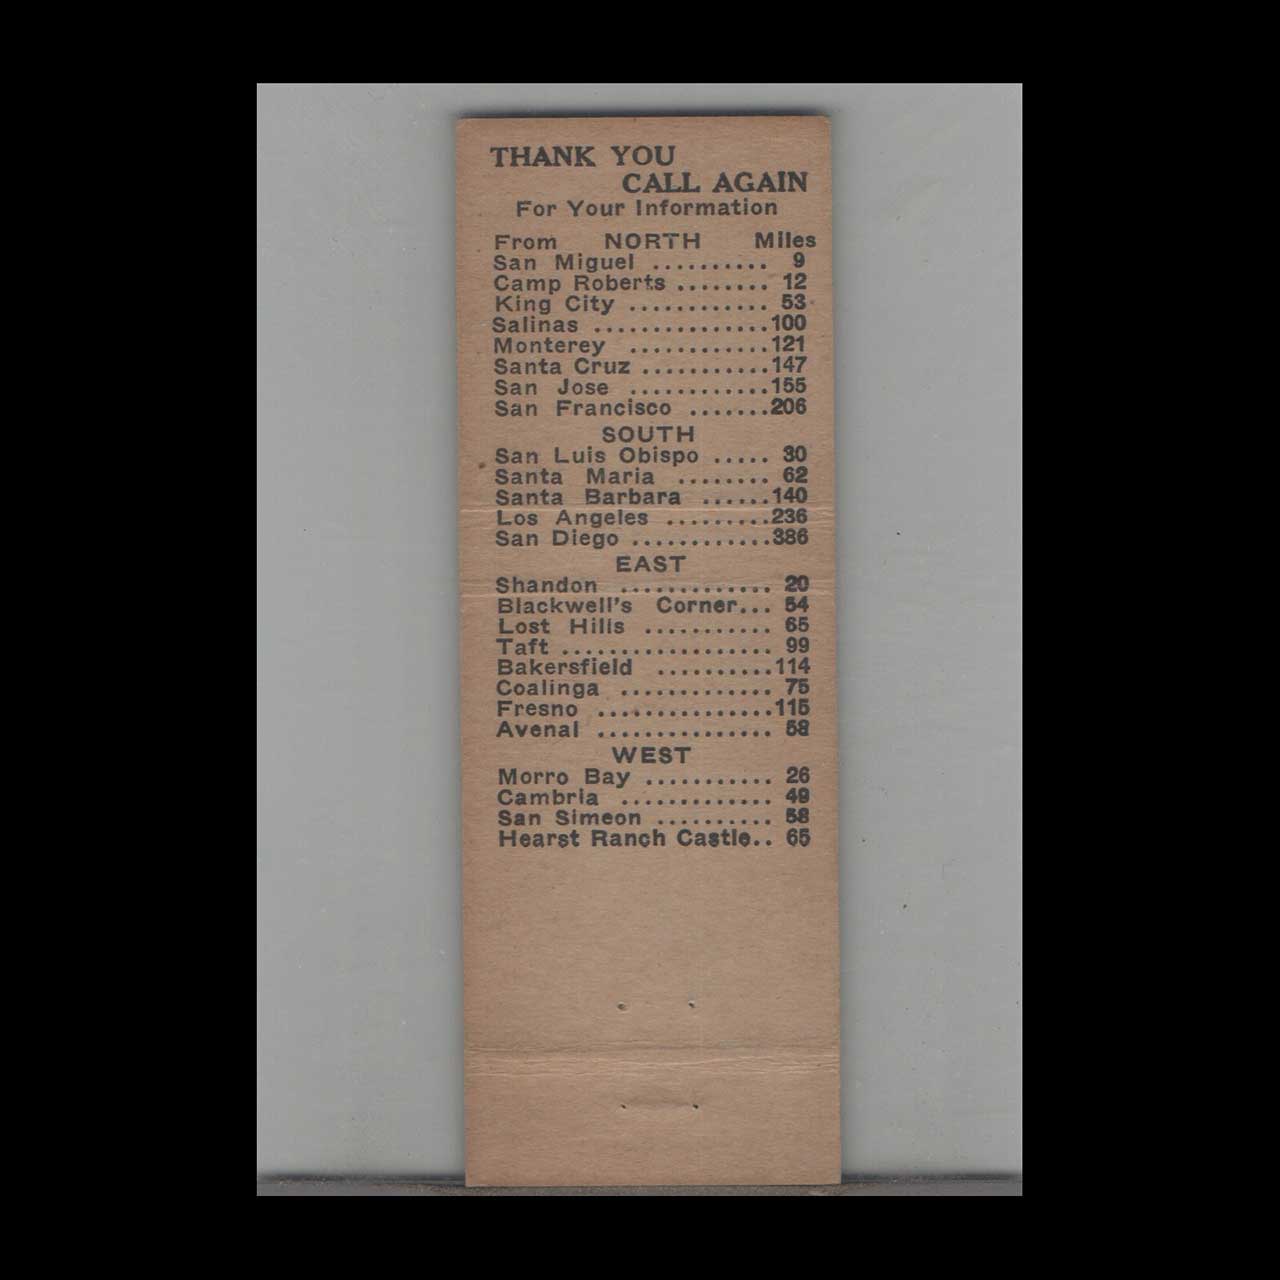 THANK YOU
CALL AGAIN
For Your Information
From NORTH Miles
San Miguel .......... 9
Camp Roberts ........ 12
King City ............ 53
Salinas ...............100
Monterey ............121
Santa Cruz ...........147
San Jose ............155
San Francisco .......206
SOUTH
San Luis Obispo ..... 30
Santa Maria ........ 62
Santa Barbara ......140
Los Angeles .........236
San Diego ............386
EAST
Shandon ............. 20
Blackwell's Corner... 54
Lost Hills ........... 65
Taft .................. 99
Bakersfield ..........114
Coalinga ............. 75
Fresno ...............115
Avenal ............... 58
WEST
Morro Bay ........... 26
Cambria ............. 49
San Simeon .......... 58
Hearst Ranch Castle.. 65